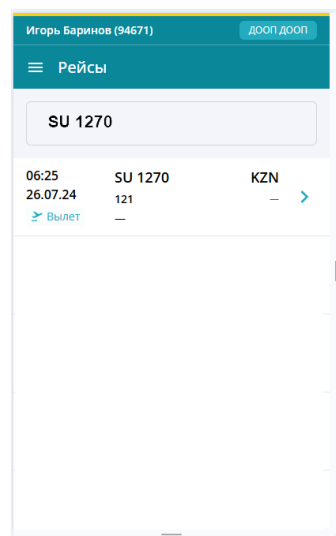 Игорь Баринов (94671) ДООП ДООП
Рейсы
SU 1270
06:25 SU 1270 KZN
26.07.24 121 —
Вылет —